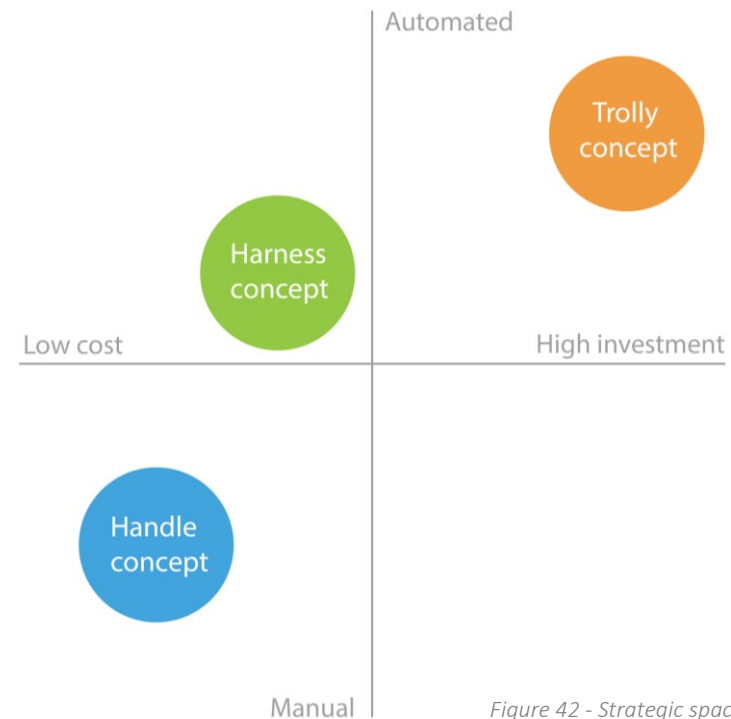 Automated
Trolly
concept
Harness
concept
Low cost
High investment
Handle
concept
Manual
Figure 42 - Strategic spac